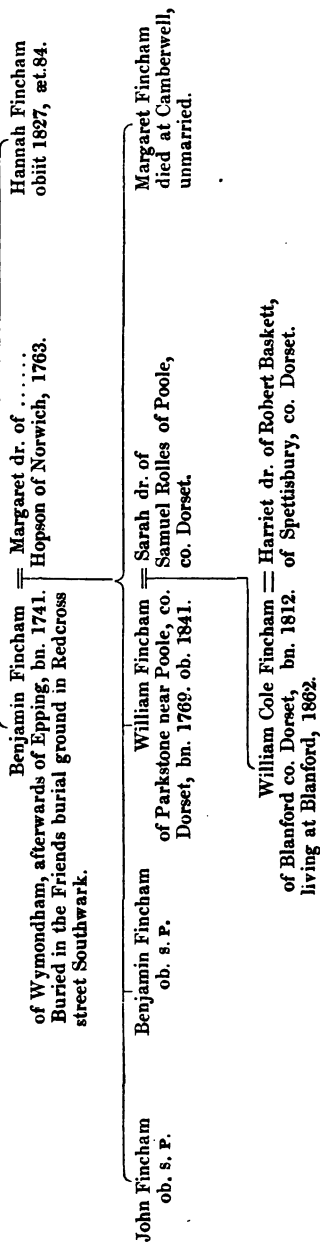 Benjamin Fincham = Margaret dr. of ......
Hannah Fincham
of Wymondham, afterwards of Epping, bn. 1741.
Hopson of Norwich, 1763.
obiit 1827, æt.84.
Buried in the Friends burial ground in Redcross
street Southwark.
John Fincham
ob. s. P.
Benjamin Fincham
ob. s. P.
William Fincham = Sarah dr. of
of Parkstone near Poole, co.
Samuel Rolles of Poole,
Dorset, bn. 1769. ob. 1841.
co. Dorset.
Margaret Fincham
died at Camberwell,
unmarried.
William Cole Fincham = Harriet dr. of Robert Baskett,
of Blanford co. Dorset, bn. 1812.
of Spettisbury, co. Dorset.
living at Blanford, 1862.